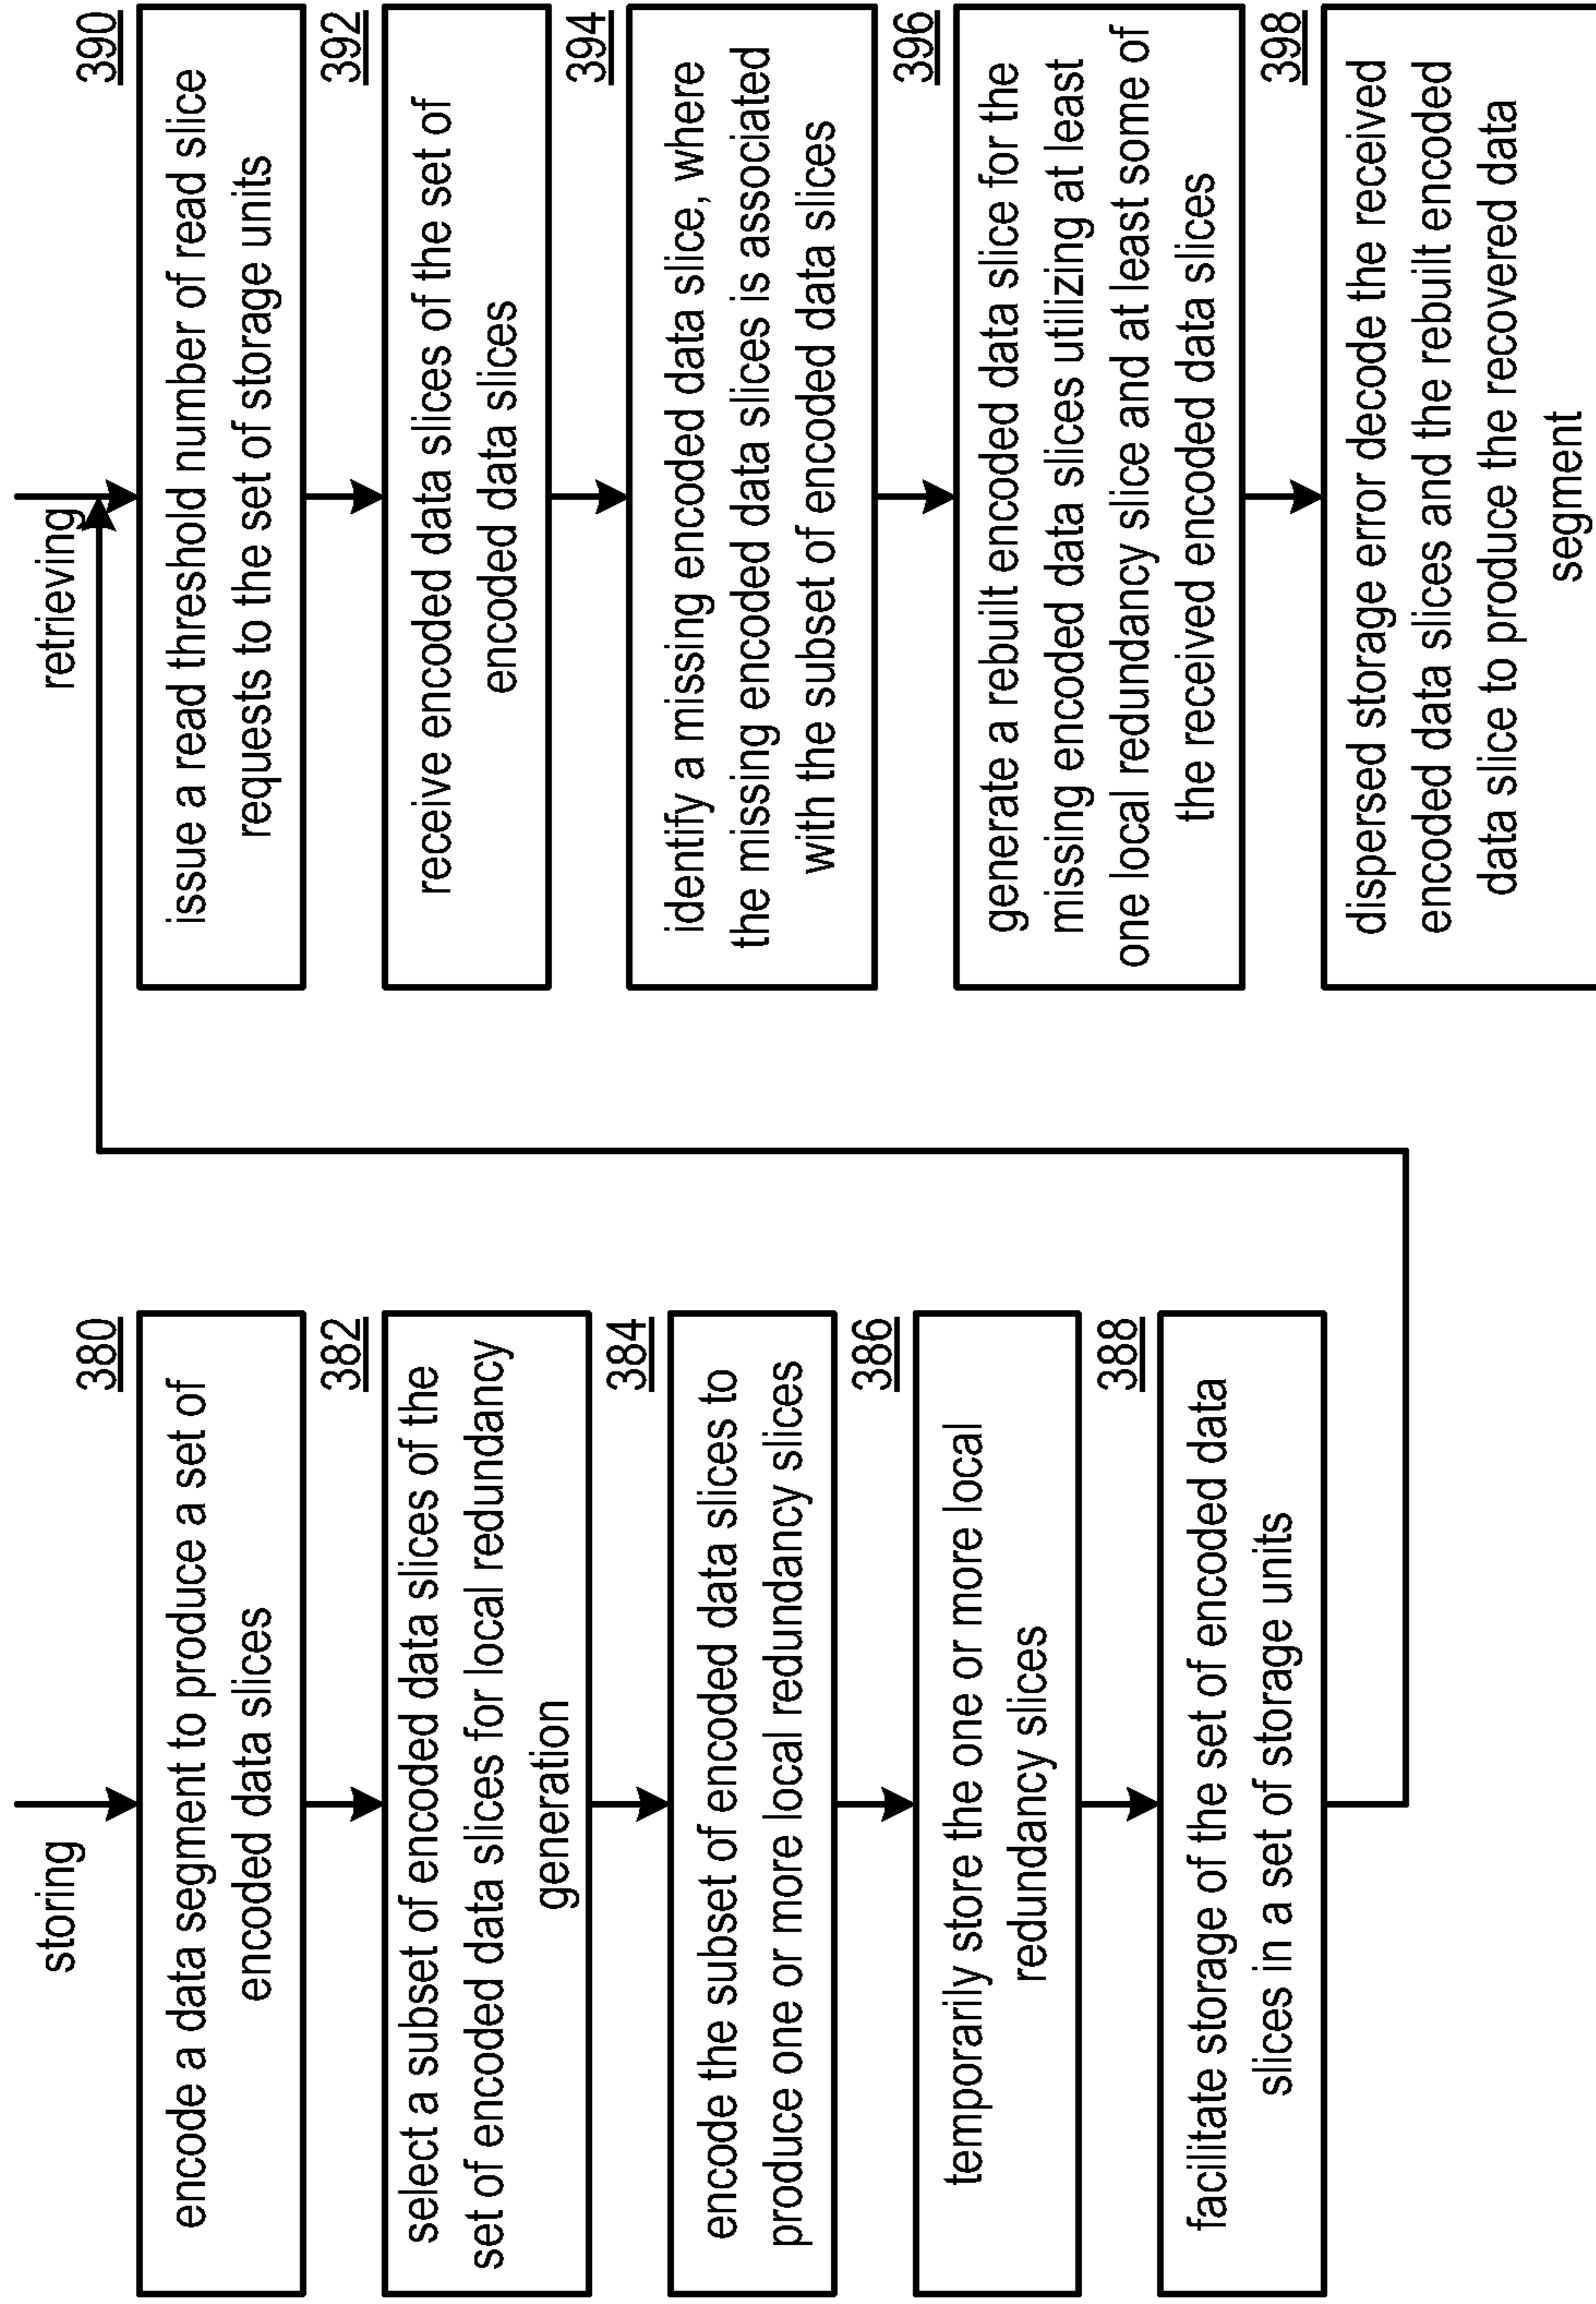 storing
380
encode a data segment to produce a set of
encoded data slices
382
select a subset of encoded data slices of the
set of encoded data slices for local redundancy
generation
384
encode the subset of encoded data slices to
produce one or more local redundancy slices
386
temporarily store the one or more local
redundancy slices
388
facilitate storage of the set of encoded data
slices in a set of storage units
retrieving
390
issue a read threshold number of read slice
requests to the set of storage units
392
receive encoded data slices of the set of
encoded data slices
394
identify a missing encoded data slice, where
the missing encoded data slices is associated
with the subset of encoded data slices
396
generate a rebuilt encoded data slice for the
missing encoded data slices utilizing at least
one local redundancy slice and at least some of
the received encoded data slices
398
dispersed storage error decode the received
encoded data slices and the rebuilt encoded
data slice to produce the recovered data
segment